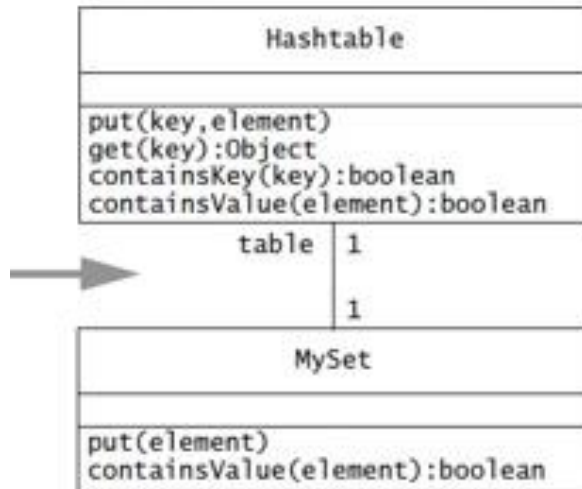 Hashtable
put(key,element)
get(key):Object
containsKey(key):boolean
containsValue(element):boolean
table 1
1
MySet
put(element)
containsValue(element):boolean